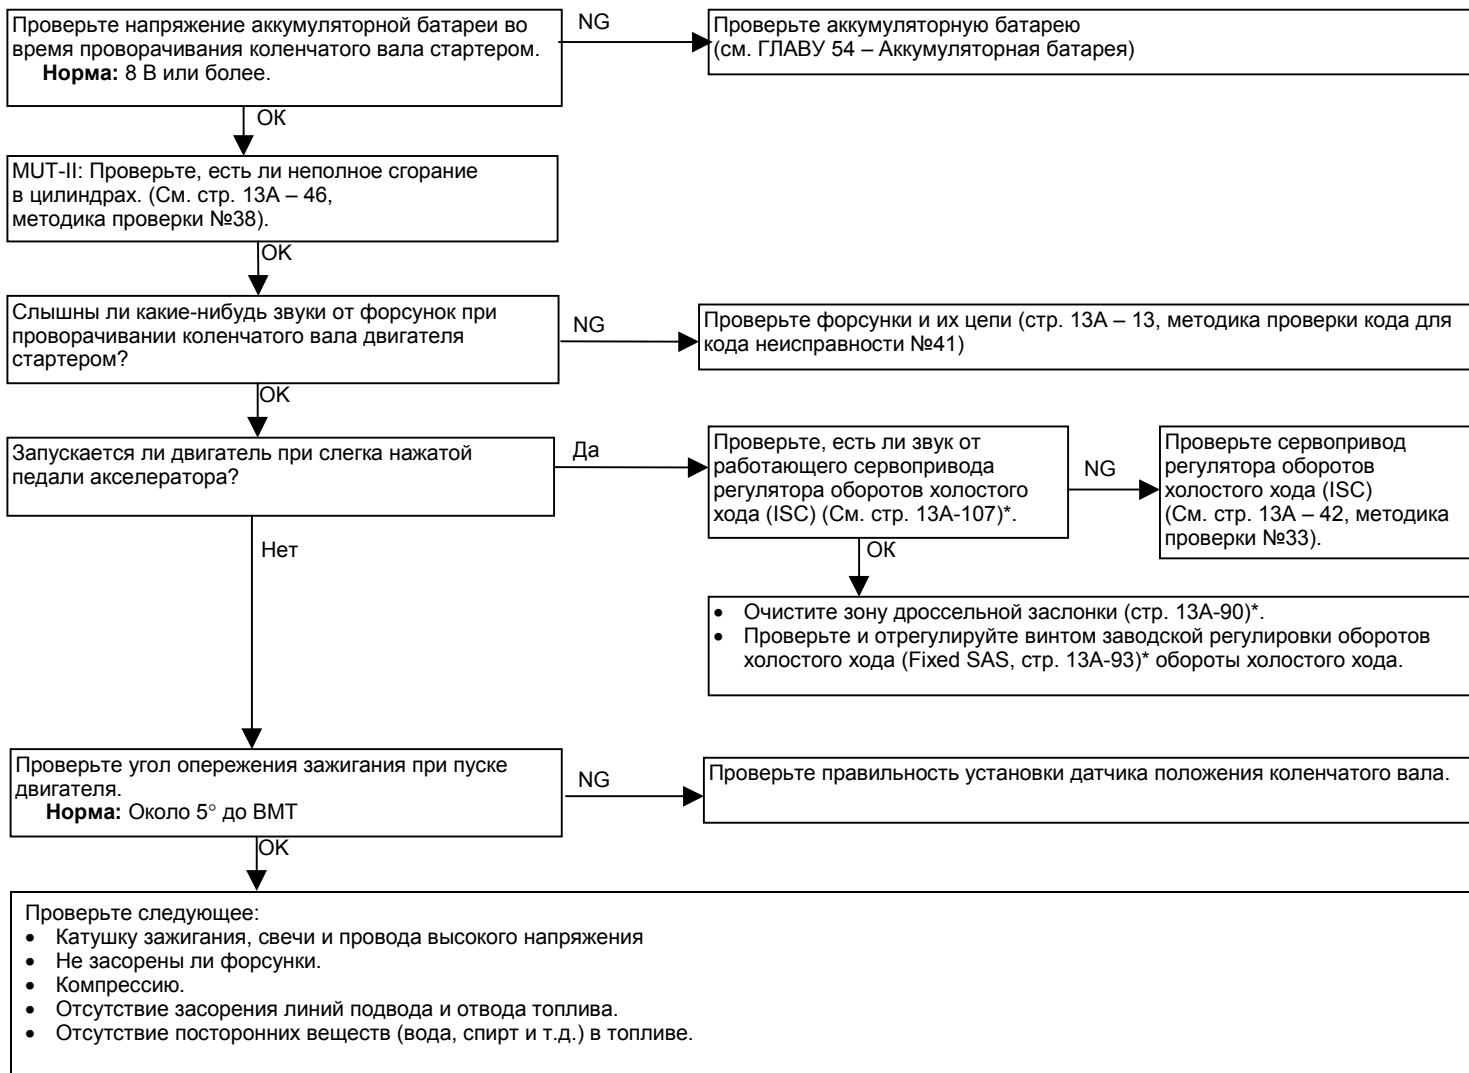 Проверьте напряжение аккумуляторной батареи во
время проворачивания коленчатого вала стартером.
Норма: 8 В или более.
NG
Проверьте аккумуляторную батарею
(см. ГЛАВУ 54 – Аккумуляторная батарея)
ОК
MUT-II: Проверьте, есть ли неполное сгорание
в цилиндрах. (См. стр. 13А – 46,
методика проверки №38).
OK
Слышны ли какие-нибудь звуки от форсунок при
проворачивании коленчатого вала двигателя
стартером?
NG
Проверьте форсунки и их цепи (стр. 13А – 13, методика проверки кода для
кода неисправности №41)
OK
Запускается ли двигатель при слегка нажатой
педали акселератора?
Да
Проверьте, есть ли звук от
работающего сервопривода
регулятора оборотов холостого
хода (ISC) (См. стр. 13А-107)*.
NG
Проверьте сервопривод
регулятора оборотов
холостого хода (ISC)
(См. стр. 13А – 42, методика
проверки №33).
Нет
ОК
• Очистите зону дроссельной заслонки (стр. 13А-90)*.
• Проверьте и отрегулируйте винтом заводской регулировки оборотов
холостого хода (Fixed SAS, стр. 13А-93)* обороты холостого хода.
Проверьте угол опережения зажигания при пуске
двигателя.
Норма: Около 5° до ВМТ
NG
Проверьте правильность установки датчика положения коленчатого вала.
OK
Проверьте следующее:
• Катушку зажигания, свечи и провода высокого напряжения
• Не засорены ли форсунки.
• Компрессию.
• Отсутствие засорения линий подвода и отвода топлива.
• Отсутствие посторонних веществ (вода, спирт и т.д.) в топливе.